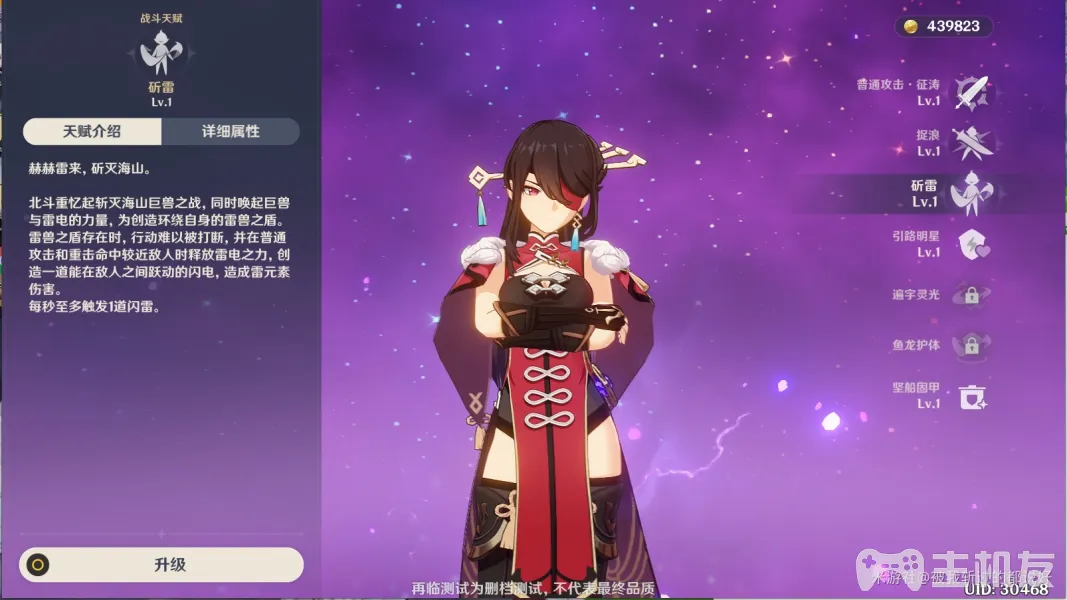 战斗天赋
斫雷
Lv.1
天赋介绍
详细属性
赫赫雷来，斫灭海山。
北斗重忆起斩灭海山巨兽之战，同时唤起巨兽
与雷电的力量，为创造环绕自身的雷兽之盾。
雷兽之盾存在时，行动难以被打断，并在普通
攻击和重击命中较近敌人时释放雷电之力，创
造一道能在敌人之间跃动的闪电，造成雷元素
伤害。
每秒至多触发1道闪雷。
升级
439823
普通攻击·征涛
Lv.1
捉浪
Lv.1
斫雷
Lv.1
引路明星
Lv.1
遍宇灵光
鱼龙护体
坚船固甲
Lv.1
再临测试为删档测试，不代表最终品质
主机友
UID: 30468